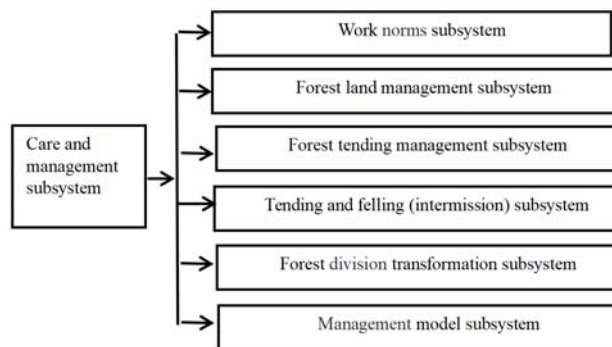 Work norms subsystem
Forest land management subsystem
Care and
management
subsystem
Forest tending management subsystem
Tending and felling (intermission) subsystem
Forest division transformation subsystem
Management model subsystem